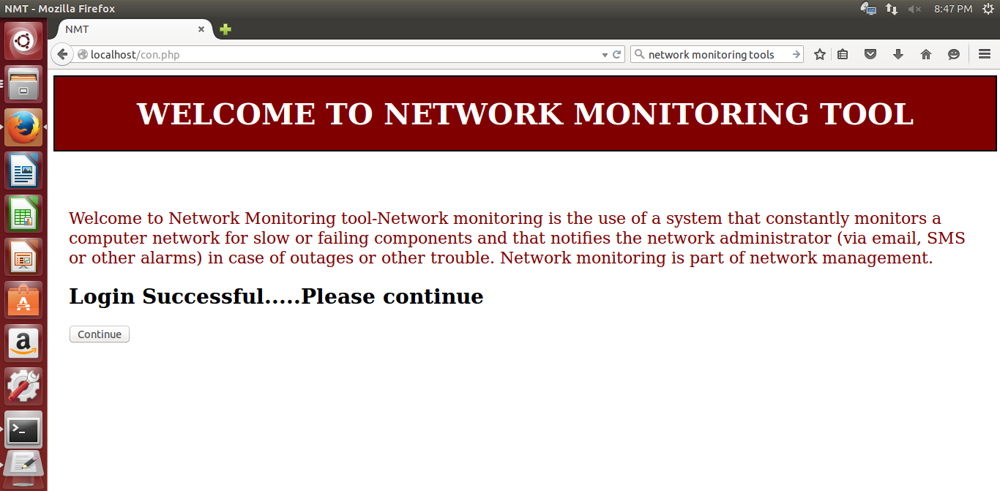 NMT - Mozilla Firefox
8:47 PM
NMT
localhost/con.php
network monitoring tools
WELCOME TO NETWORK MONITORING TOOL
Welcome to Network Monitoring tool-Network monitoring is the use of a system that constantly monitors a
computer network for slow or failing components and that notifies the network administrator (via email, SMS
or other alarms) in case of outages or other trouble. Network monitoring is part of network management.
Login Successful.....Please continue
Continue